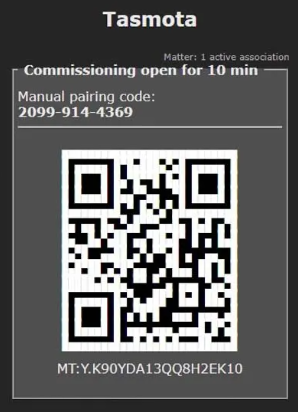 Tasmota
Matter: 1 active association
Commissioning open for 10 min
Manual pairing code:
2099-914-4369
MT:Y.K90YDA13QQ8H2EK10